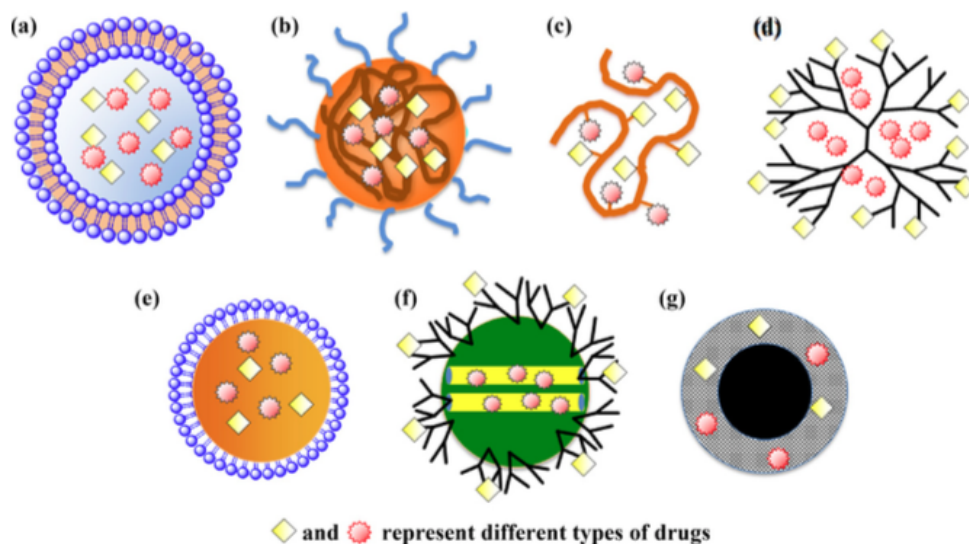 (a)
(b)
(c)
(d)
(e)
(f)
(g)
and represent different types of drugs